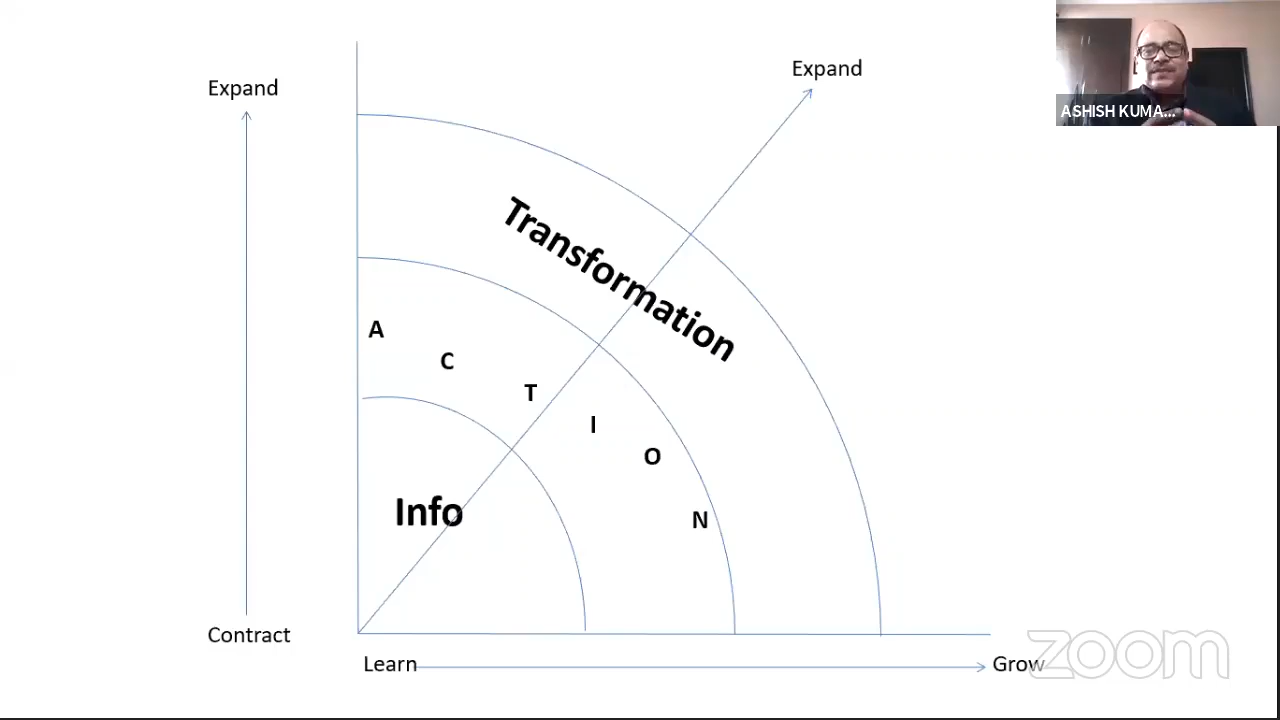 Expand
Expand
ASHISH KUMA...
Transformation
A
C
T
I
O
N
Info
Contract
Learn
Grow
zoom